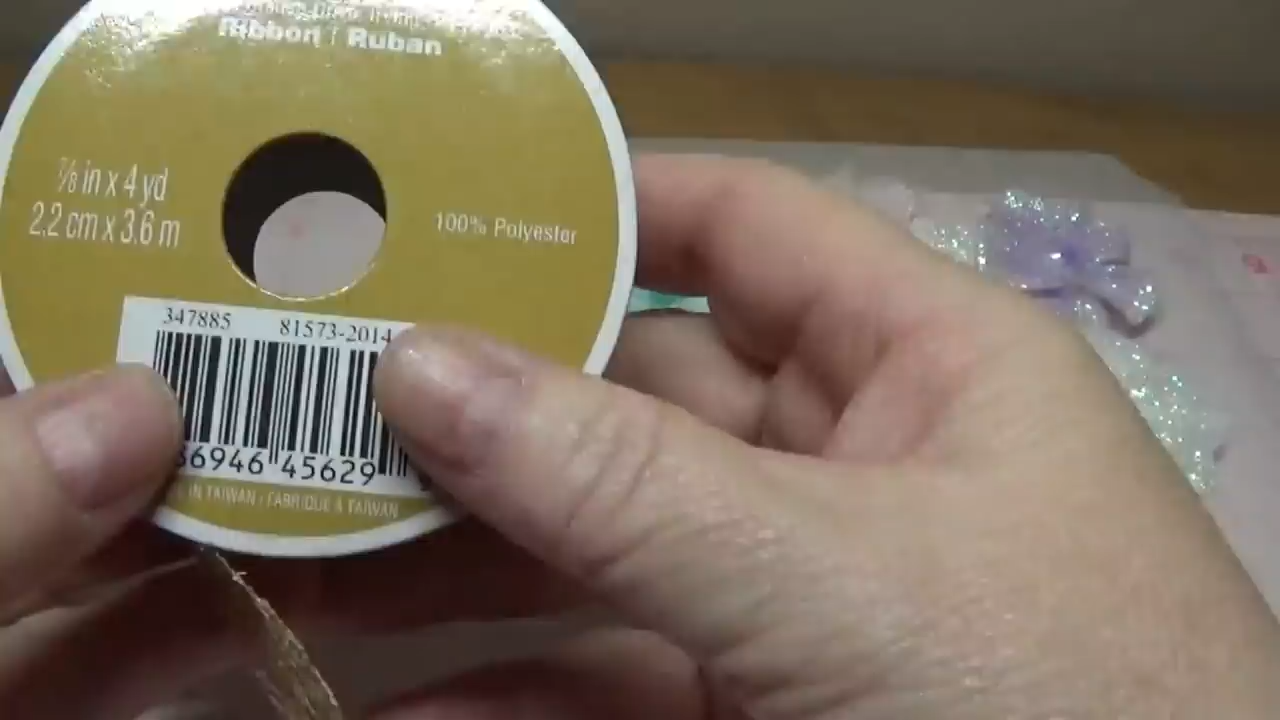 Ribbon / Ruban
⅞ in x 4 yd
2.2 cm x 3.6 m
100% Polyester
347885 81573-2014
86946 45629
IN TAIWAN / FABRIQUÉ À TAIWAN